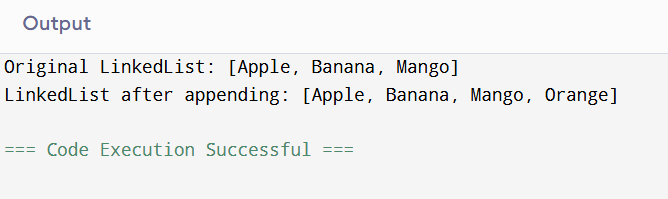 Output
Original LinkedList: [Apple, Banana, Mango]
LinkedList after appending: [Apple, Banana, Mango, Orange]
=== Code Execution Successful ===